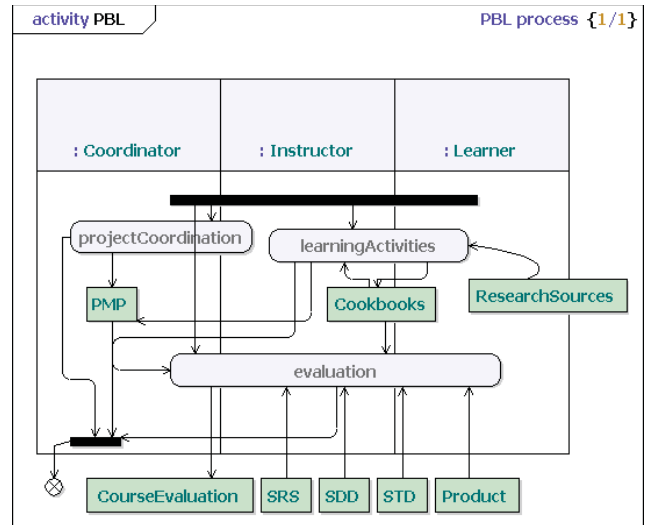 activity PBL
PBL process {1/1}
: Coordinator
: Instructor
: Learner
projectCoordination
learningActivities
PMP
Cookbooks
ResearchSources
evaluation
CourseEvaluation
SRS
SDD
STD
Product